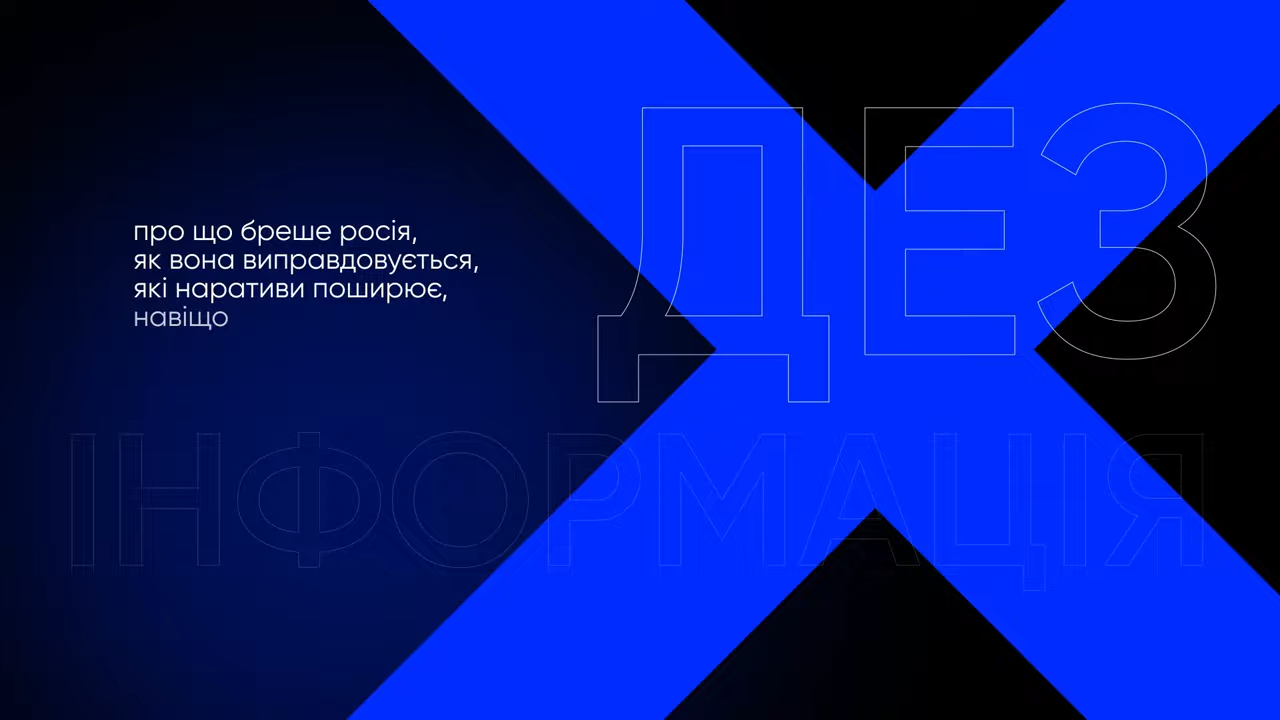 ДЕЗ
про що бреше росія,
як вона виправдовується,
які наративи поширює,
навіщо
ІНФОРМАЦІЯ